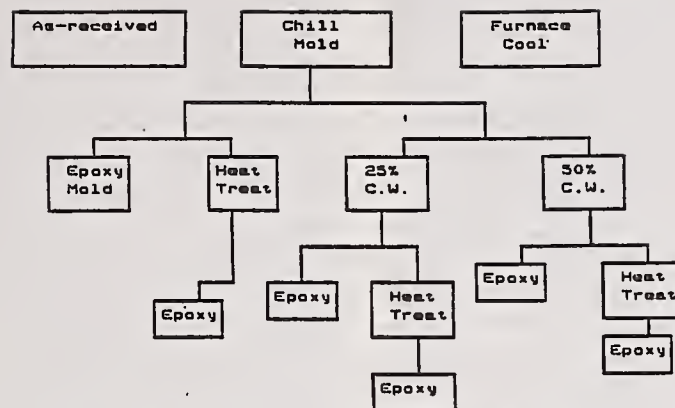 As-received
Chill
Mold
Furnace
Cool
Epoxy
Mold
Heat
Treat
25%
C.W.
50%
C.W.
Epoxy
Epoxy
Heat
Treat
Epoxy
Heat
Treat
Epoxy
Epoxy